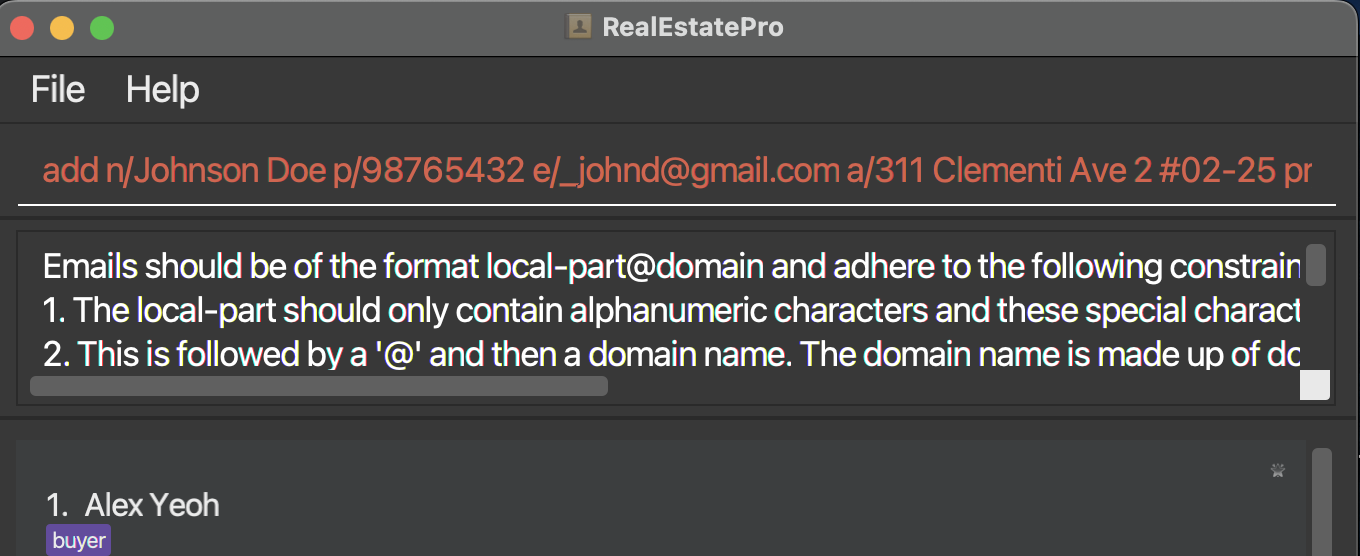 RealEstatePro
File Help
add n/Johnson Doe p/98765432 e/_johnd@gmail.com a/311 Clementi Ave 2 #02-25 pr
Emails should be of the format local-part@domain and adhere to the following constrain
1. The local-part should only contain alphanumeric characters and these special charact
2. This is followed by a '@' and then a domain name. The domain name is made up of do
1. Alex Yeoh
buyer